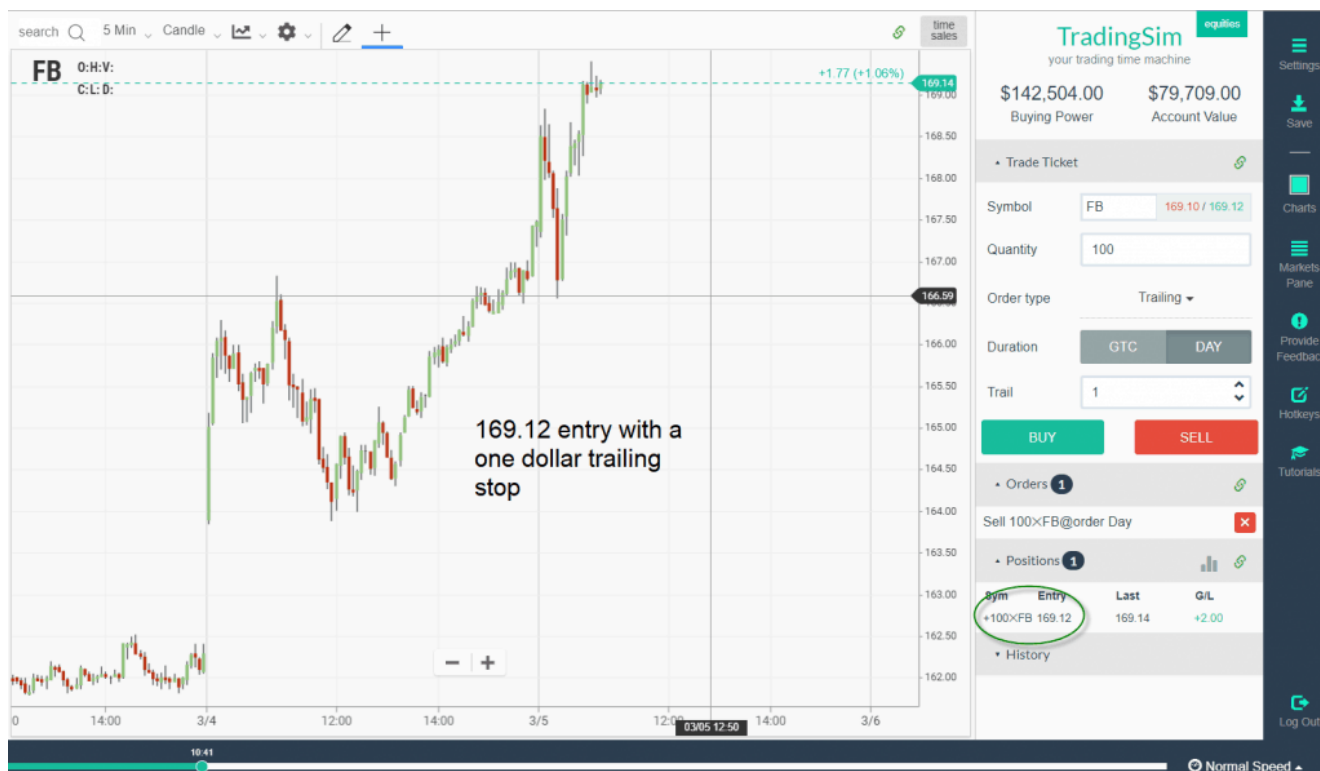 search 5 Min Candle time
sales
FB O:H:V:
C:L: D:
+1.77 (+1.06%)
169.14
169.00
168.50
168.00
167.50
167.00
166.59
166.00
165.50
165.00
164.50
164.00
163.50
163.00
162.50
162.00
169.12 entry with a
one dollar trailing
stop
14:00 3/4 12:00 14:00 3/5 14:00 3/6
03/05 12:50
10:41
equities
TradingSim
your trading time machine
$142,504.00 $79,709.00
Buying Power Account Value
Trade Ticket
Symbol FB 169.10 / 169.12
Quantity 100
Order type Trailing
Duration GTC DAY
Trail 1
BUY SELL
Orders 1
Sell 100×FB@order Day
Positions 1
Sym Entry Last G/L
+100×FB 169.12 169.14 +2.00
History
Settings
Save
Charts
Markets
Pane
Provide
Feedbac
Hotkeys
Tutorials
Log Out
Normal Speed